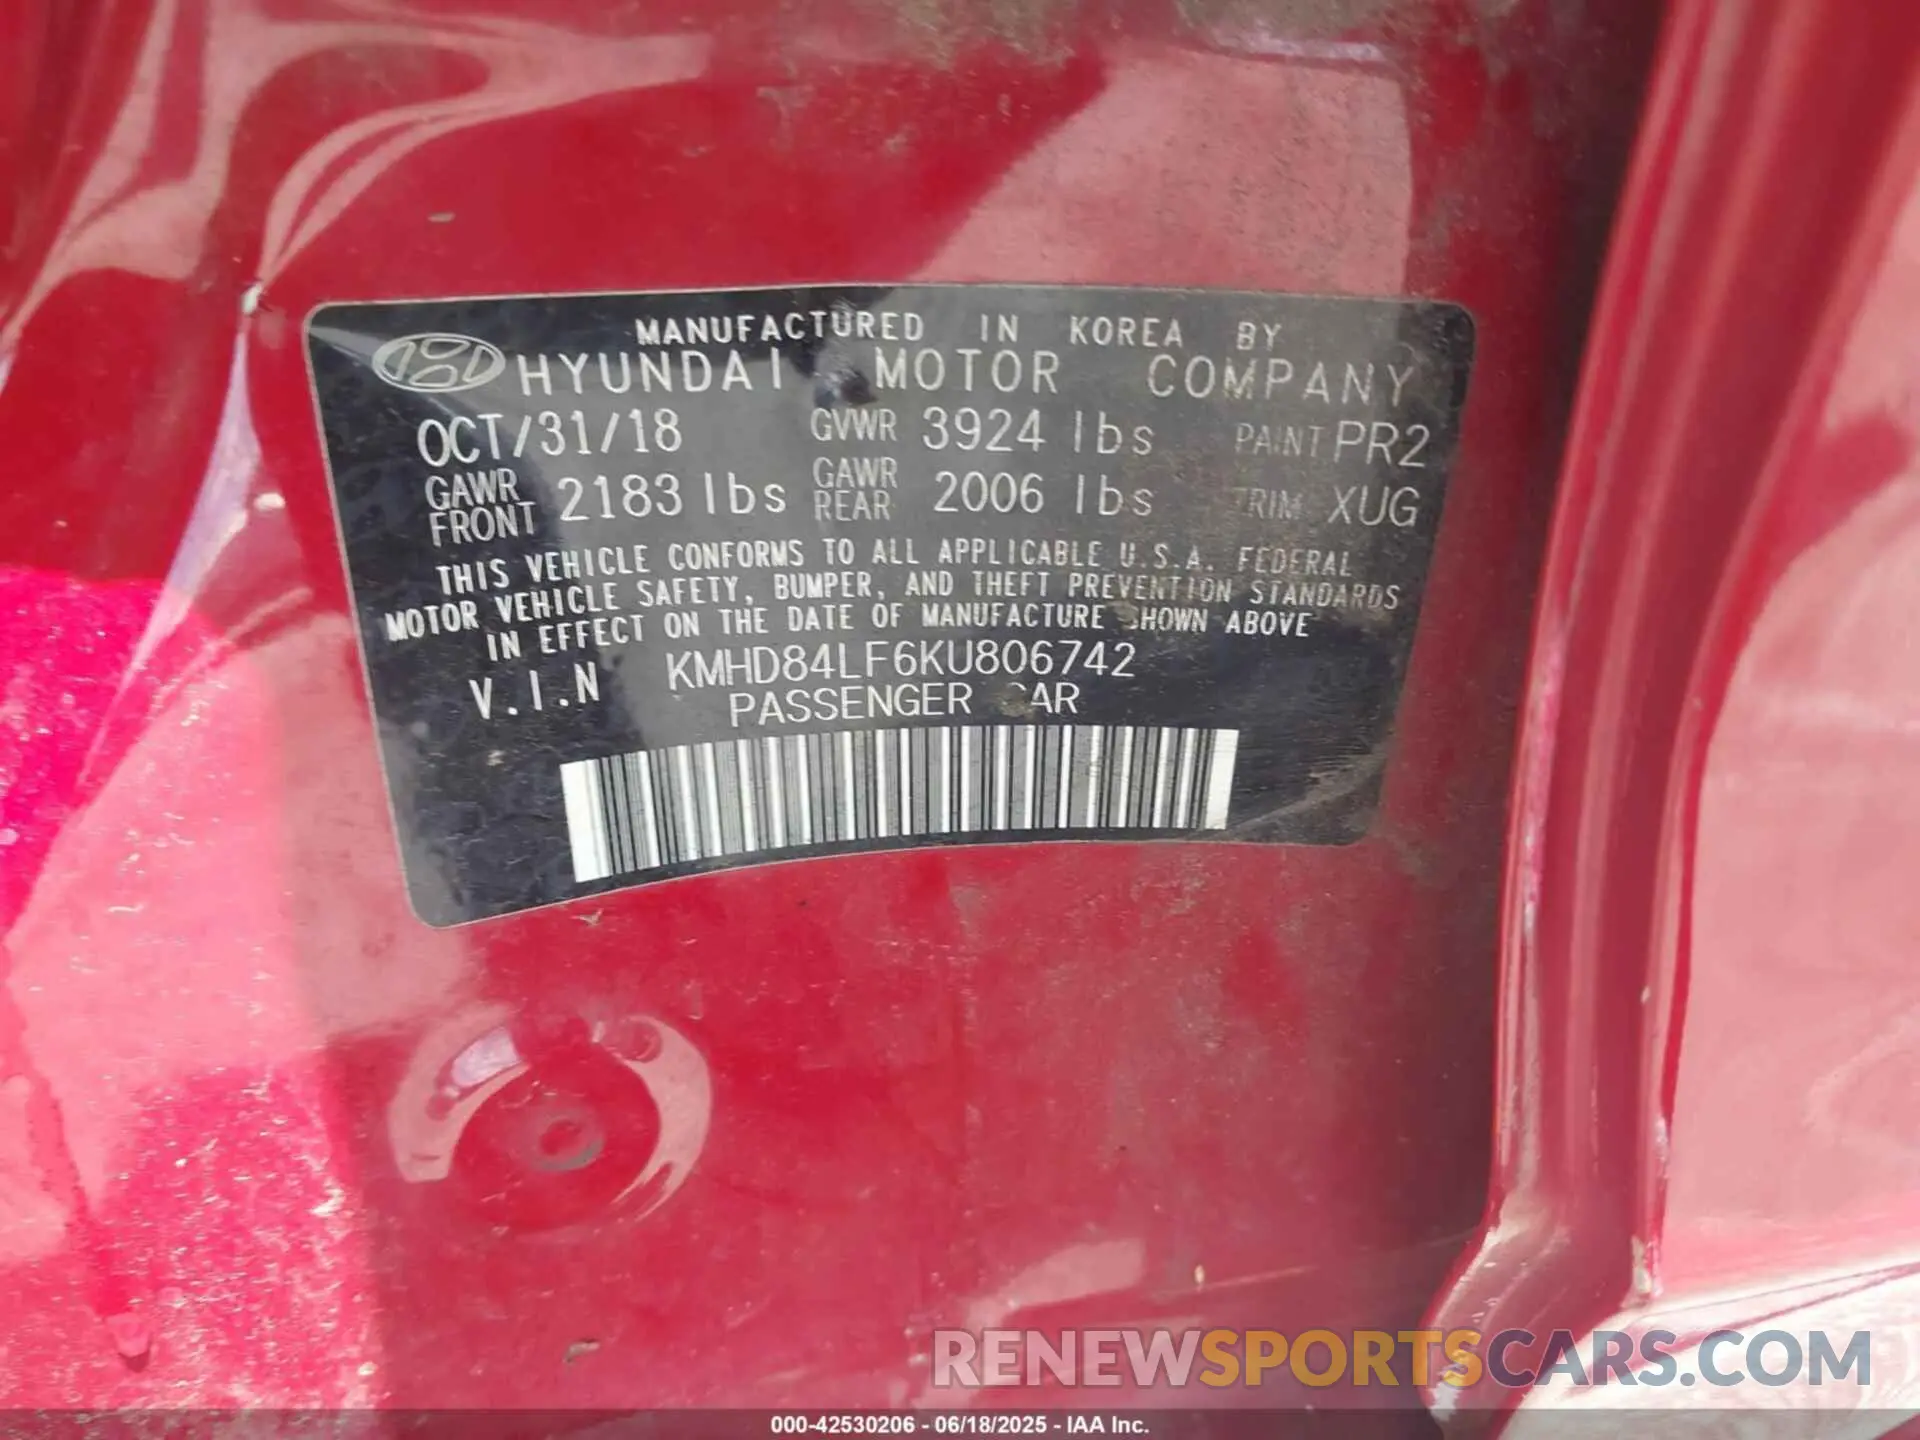 MANUFACTURED IN KOREA BY
HYUNDAI MOTOR COMPANY
OCT/31/18 GVWR 3924 lbs PAINT PR2
GAWR FRONT 2183 lbs GAWR REAR 2006 lbs TRIM XUG
THIS VEHICLE CONFORMS TO ALL APPLICABLE U.S.A. FEDERAL
MOTOR VEHICLE SAFETY, BUMPER, AND THEFT PREVENTION STANDARDS
IN EFFECT ON THE DATE OF MANUFACTURE SHOWN ABOVE
V.I.N KMHD84LF6KU806742
PASSENGER CAR
RENEWSPORTSCARS.COM
000-42530206 - 06/18/2025 - IAA Inc.